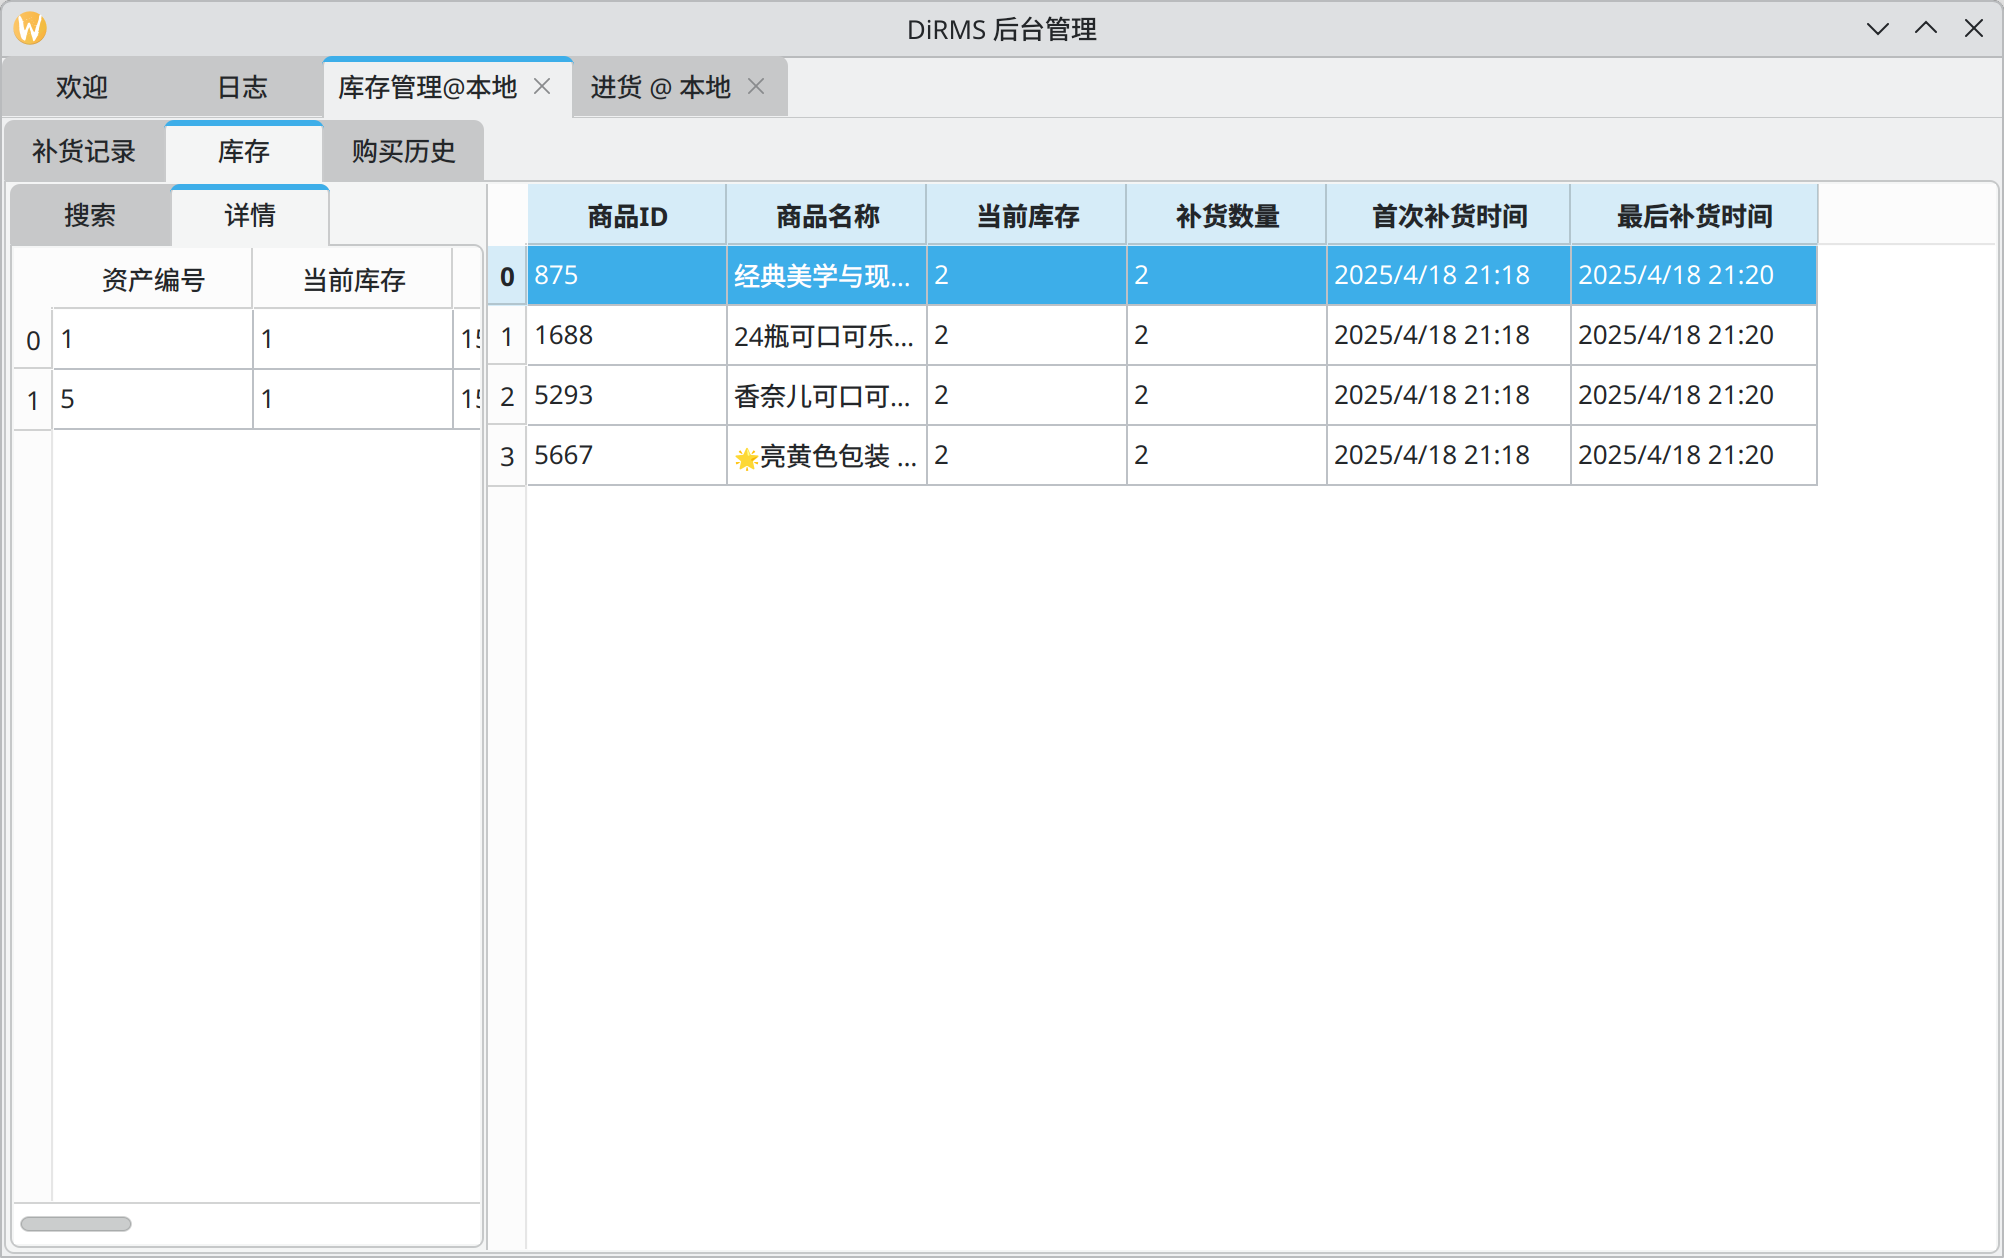 DiRMS 后台管理
欢迎 日志 库存管理@本地 进货 @ 本地
补货记录 库存 购买历史
搜索 详情
商品ID 商品名称 当前库存 补货数量 首次补货时间 最后补货时间
0 875 经典美学与现... 2 2 2025/4/18 21:18 2025/4/18 21:20
1 1688 24瓶可口可乐... 2 2 2025/4/18 21:18 2025/4/18 21:20
2 5293 香奈儿可口可... 2 2 2025/4/18 21:18 2025/4/18 21:20
3 5667 🌟亮黄色包装 ... 2 2 2025/4/18 21:18 2025/4/18 21:20
资产编号 当前库存
0 1 1
1 5 1